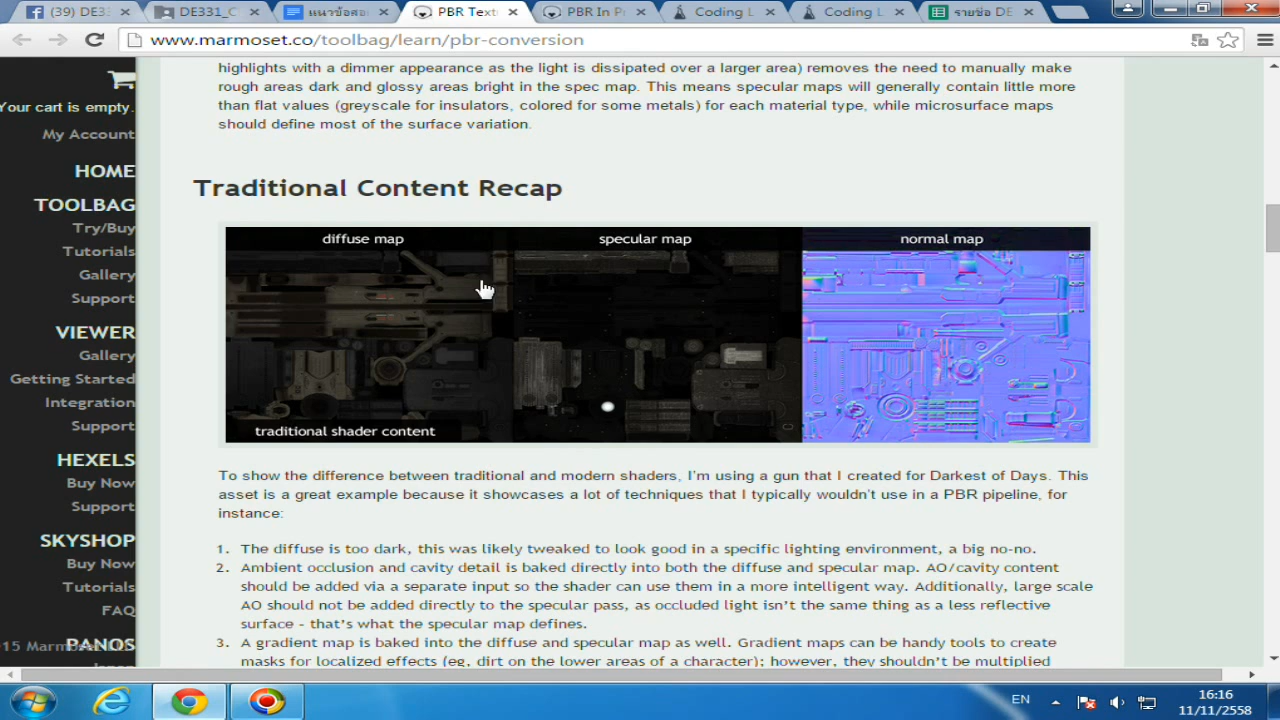 (39) DE33
DE331_C
แนวข้อสอ
PBR Text
PBR In Pr
Coding L
Coding L
รายชื่อ DE
www.marmoset.co/toolbag/learn/pbr-conversion
Your cart is empty.
My Account
HOME
TOOLBAG
Try/Buy
Tutorials
Gallery
Support
VIEWER
Gallery
Getting Started
Integration
Support
HEXELS
Buy Now
Support
SKYSHOP
Buy Now
Tutorials
FAQ
PANOS
highlights with a dimmer appearance as the light is dissipated over a larger area) removes the need to manually make
rough areas dark and glossy areas bright in the spec map. This means specular maps will generally contain little more
than flat values (greyscale for insulators, colored for some metals) for each material type, while microsurface maps
should define most of the surface variation.
Traditional Content Recap
diffuse map
specular map
normal map
traditional shader content
To show the difference between traditional and modern shaders, I'm using a gun that I created for Darkest of Days. This
asset is a great example because it showcases a lot of techniques that I typically wouldn't use in a PBR pipeline, for
instance:
1. The diffuse is too dark, this was likely tweaked to look good in a specific lighting environment, a big no-no.
2. Ambient occlusion and cavity detail is baked directly into both the diffuse and specular map. AO/cavity content
should be added via a separate input so the shader can use them in a more intelligent way. Additionally, large scale
AO should not be added directly to the specular pass, as occluded light isn't the same thing as a less reflective
surface - that's what the specular map defines.
3. A gradient map is baked into the diffuse and specular map as well. Gradient maps can be handy tools to create
masks for localized effects (eg, dirt on the lower areas of a character); however, they shouldn't be multiplied
EN
16:16
11/11/2558